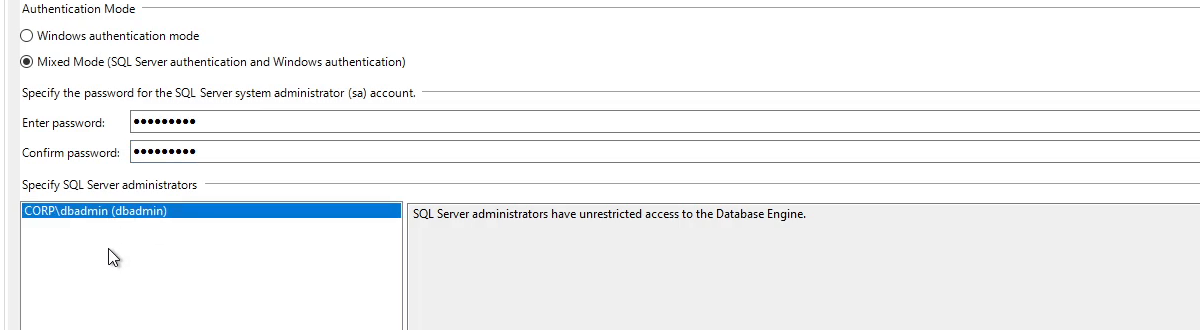 Authentication Mode
Windows authentication mode
Mixed Mode (SQL Server authentication and Windows authentication)
Specify the password for the SQL Server system administrator (sa) account.
Enter password: ●●●●●●●●●
Confirm password: ●●●●●●●●●
Specify SQL Server administrators
CORP\dbadmin (dbadmin)
SQL Server administrators have unrestricted access to the Database Engine.